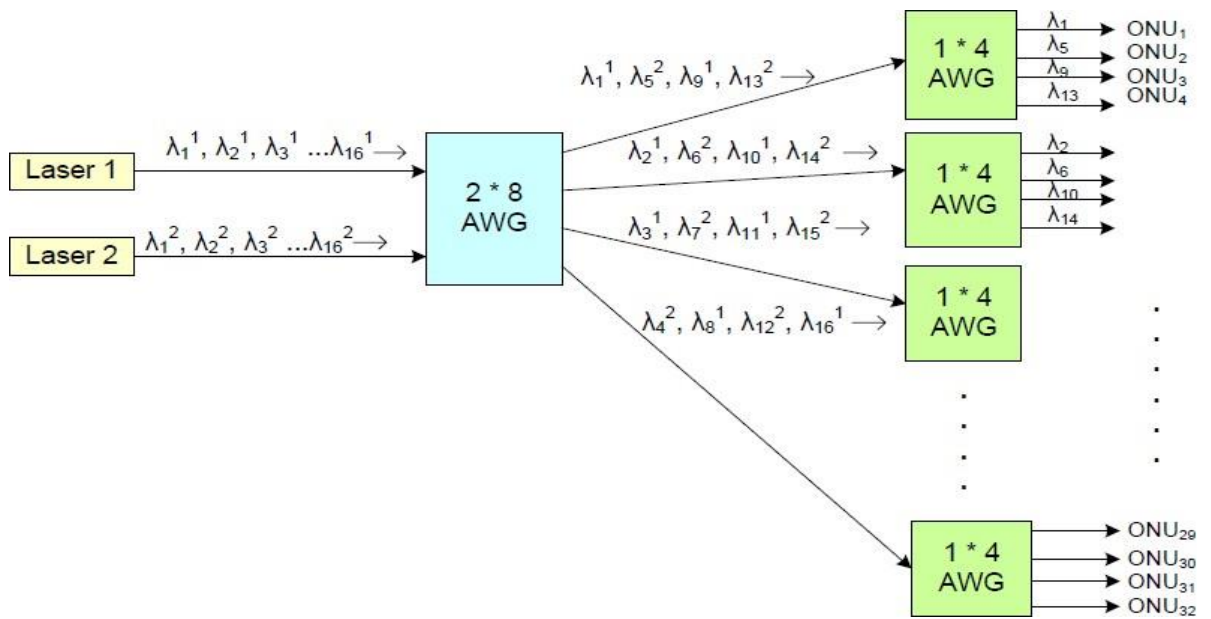 Laser 1
λ₁¹, λ₂¹, λ₃¹ ...λ₁₆¹ →
Laser 2
λ₁², λ₂², λ₃² ...λ₁₆² →
2 * 8
AWG
λ₁¹, λ₅², λ₉¹, λ₁₃² →
λ₂¹, λ₆², λ₁₀¹, λ₁₄² →
λ₃¹, λ₇², λ₁₁¹, λ₁₅² →
λ₄², λ₈¹, λ₁₂², λ₁₆¹ →
1 * 4
AWG
λ₁
λ₅
λ₉
λ₁₃
ONU₁
ONU₂
ONU₃
ONU₄
1 * 4
AWG
λ₂
λ₆
λ₁₀
λ₁₄
1 * 4
AWG
1 * 4
AWG
ONU₂₉
ONU₃₀
ONU₃₁
ONU₃₂